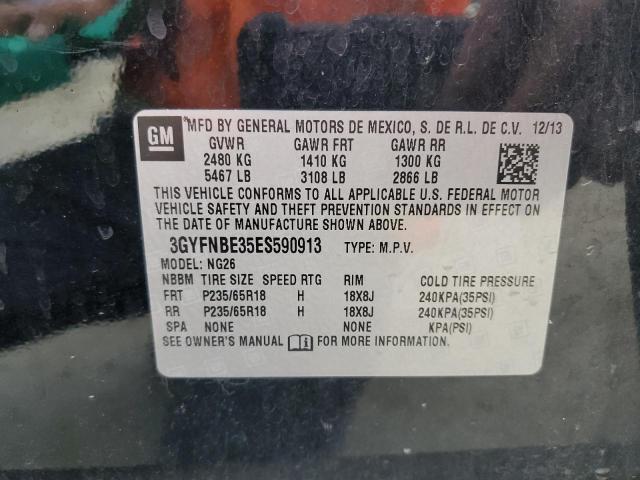 GM
MFD BY GENERAL MOTORS DE MEXICO, S. DE R.L. DE C.V. 12/13
GVWR GAWR FRT GAWR RR
2480 KG 1410 KG 1300 KG
5467 LB 3108 LB 2866 LB
THIS VEHICLE CONFORMS TO ALL APPLICABLE U.S. FEDERAL MOTOR
VEHICLE SAFETY AND THEFT PREVENTION STANDARDS IN EFFECT ON THE
DATE OF MANUFACTURE SHOWN ABOVE.
3GYFNBE35ES590913 TYPE: M.P.V.
MODEL: NG26
NBBM TIRE SIZE SPEED RTG RIM COLD TIRE PRESSURE
FRT P235/65R18 H 18X8J 240KPA(35PSI)
RR P235/65R18 H 18X8J 240KPA(35PSI)
SPA NONE NONE KPA(PSI)
SEE OWNER'S MANUAL FOR MORE INFORMATION.